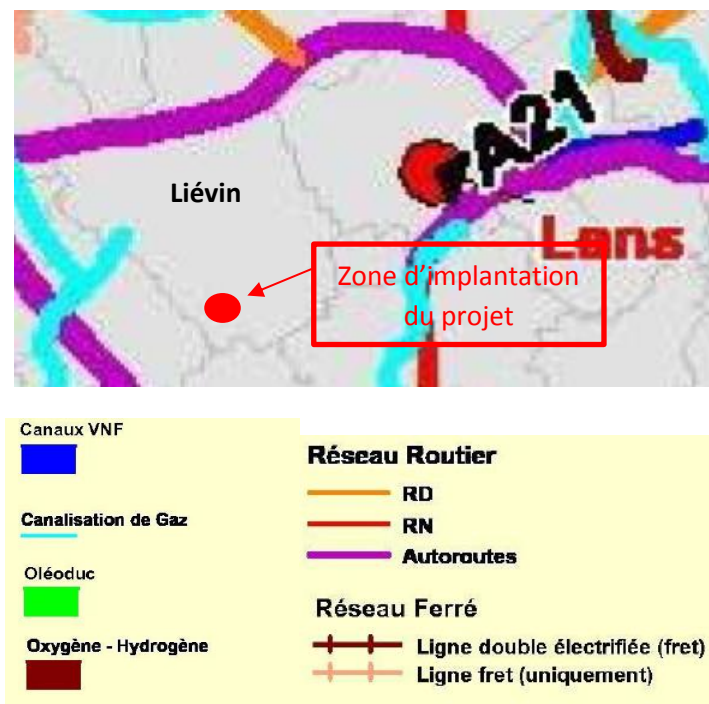 A21
Liévin
Lens
Zone d'implantation
du projet
Canaux VNF
Canalisation de Gaz
Oléoduc
Oxygène - Hydrogène
Réseau Routier
RD
RN
Autoroutes
Réseau Ferré
Ligne double électrifiée (fret)
Ligne fret (uniquement)